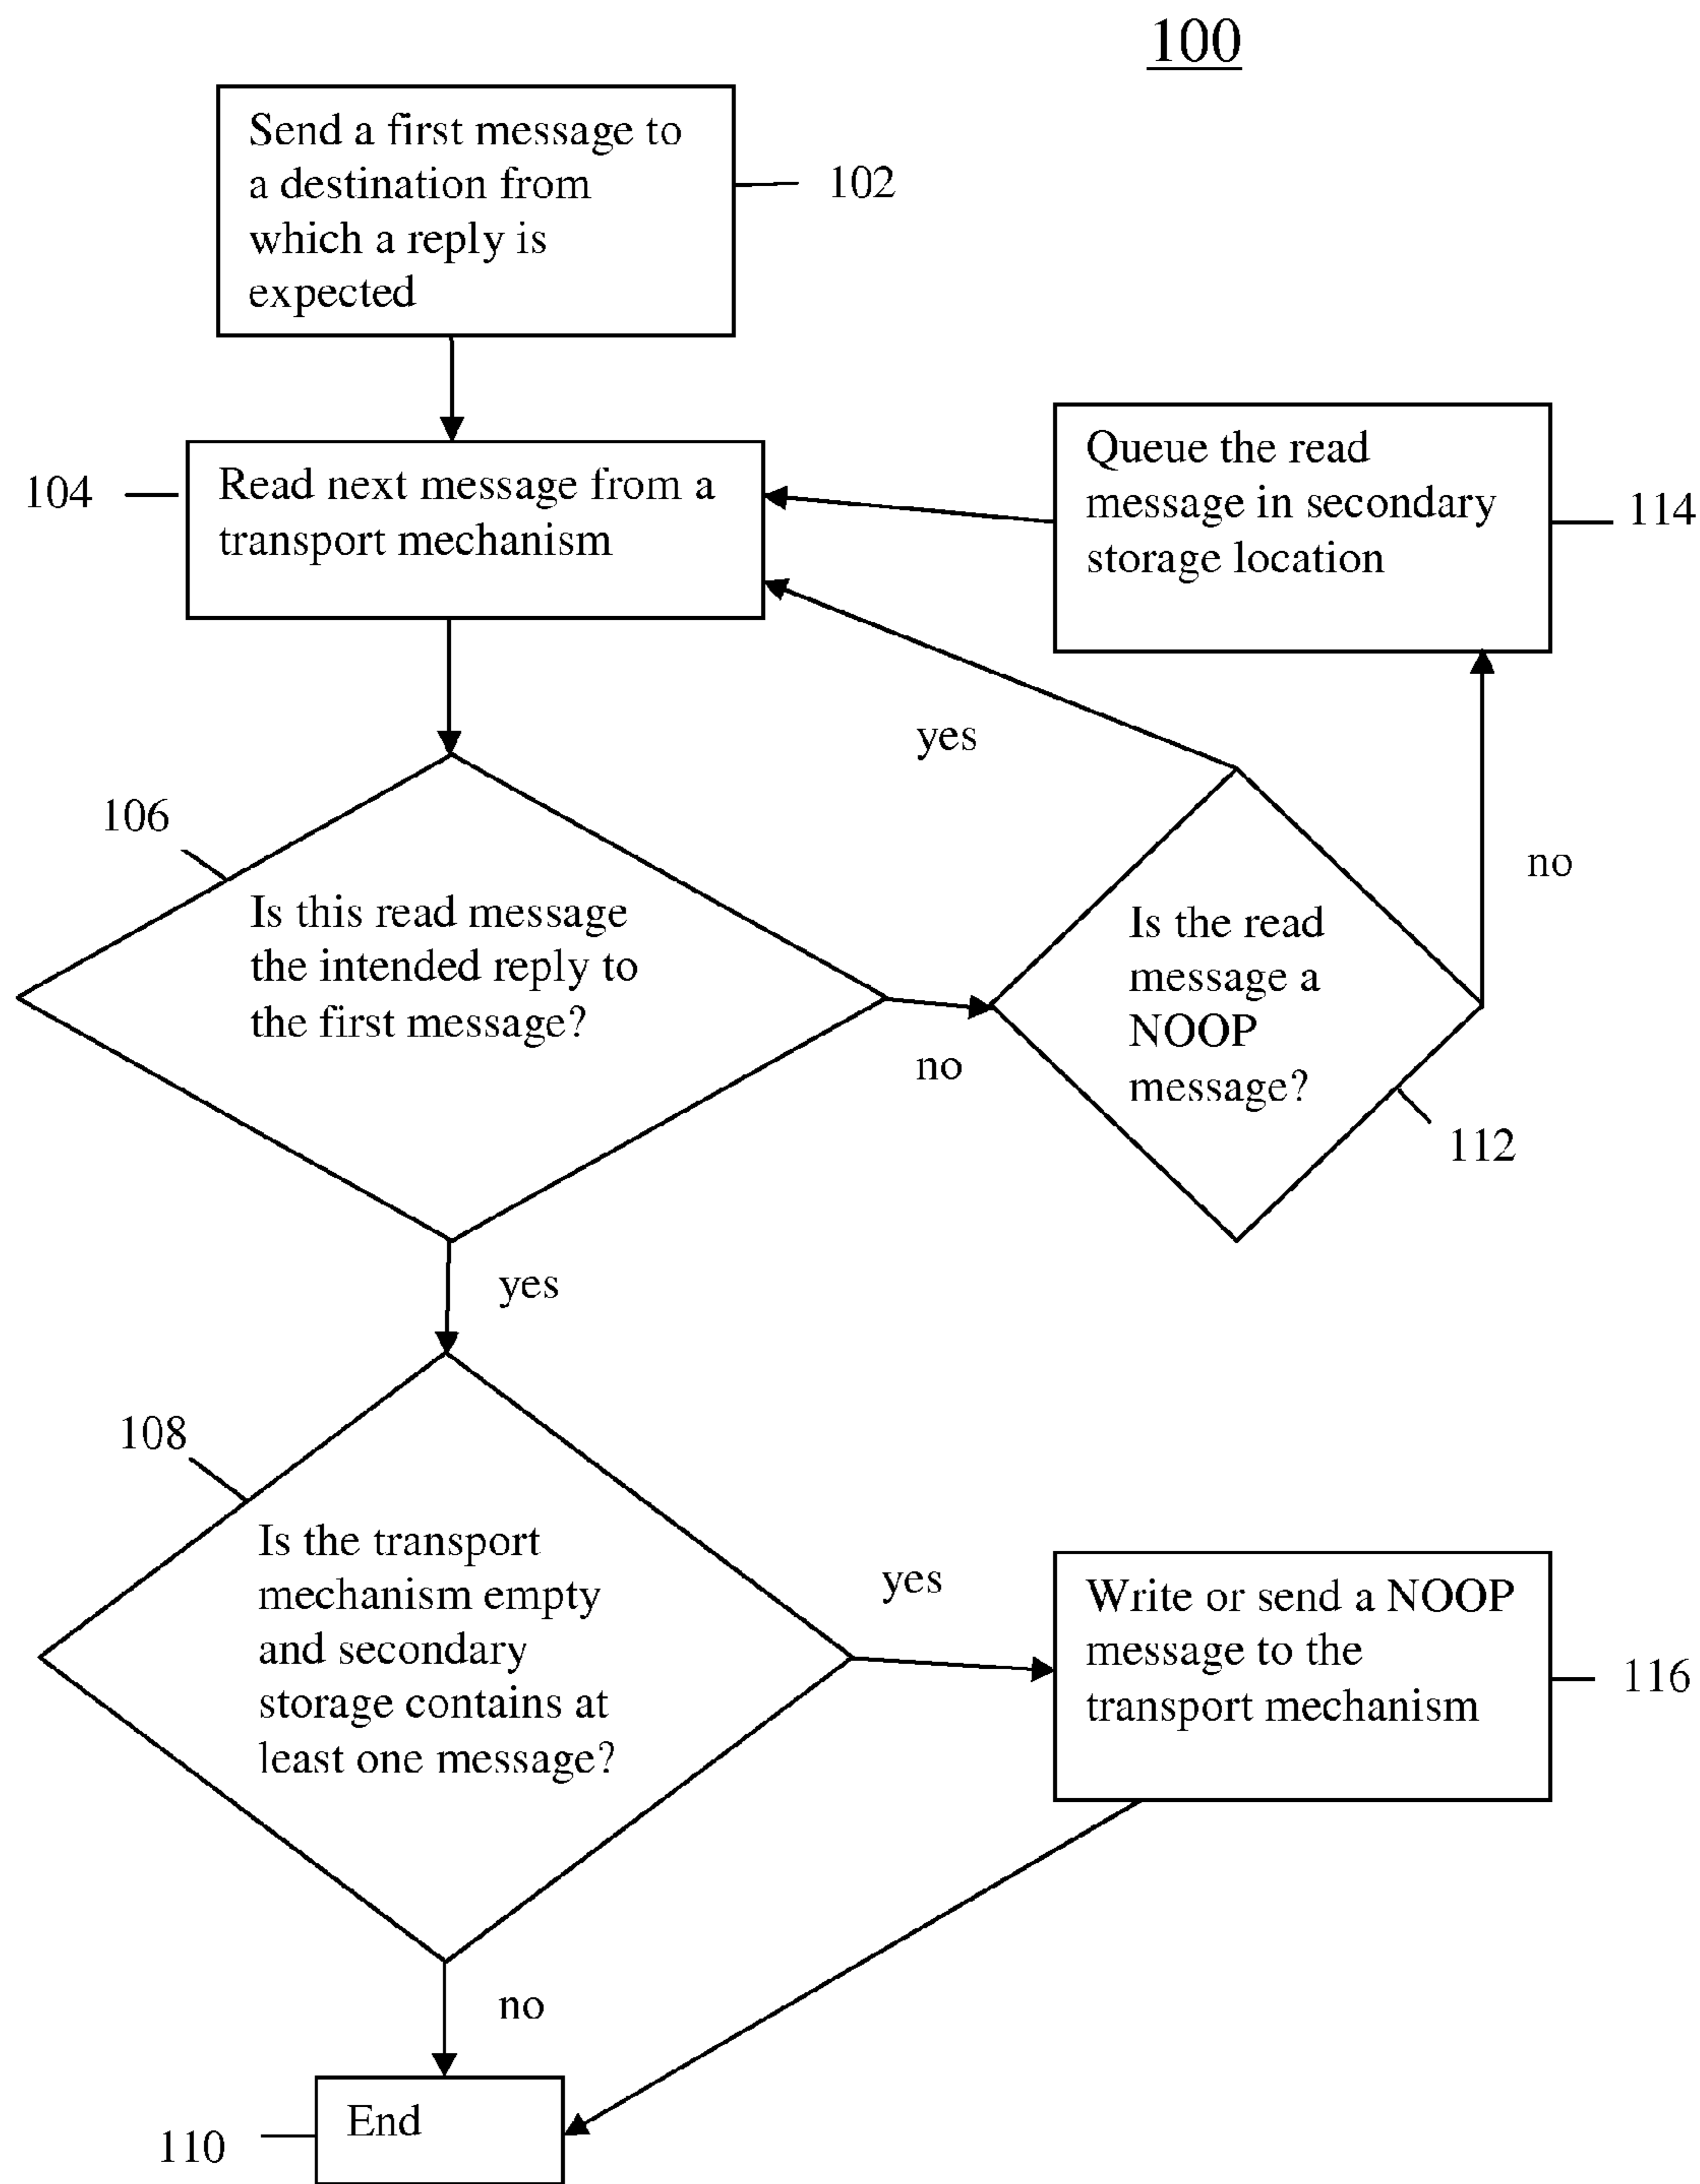 100
Send a first message to
a destination from
which a reply is
expected
102
104
Read next message from a
transport mechanism
Queue the read
message in secondary
storage location
114
yes
106
Is this read message
the intended reply to
the first message?
no
Is the read
message a
NOOP
message?
no
112
yes
108
Is the transport
mechanism empty
and secondary
storage contains at
least one message?
yes
Write or send a NOOP
message to the
transport mechanism
116
no
End
110